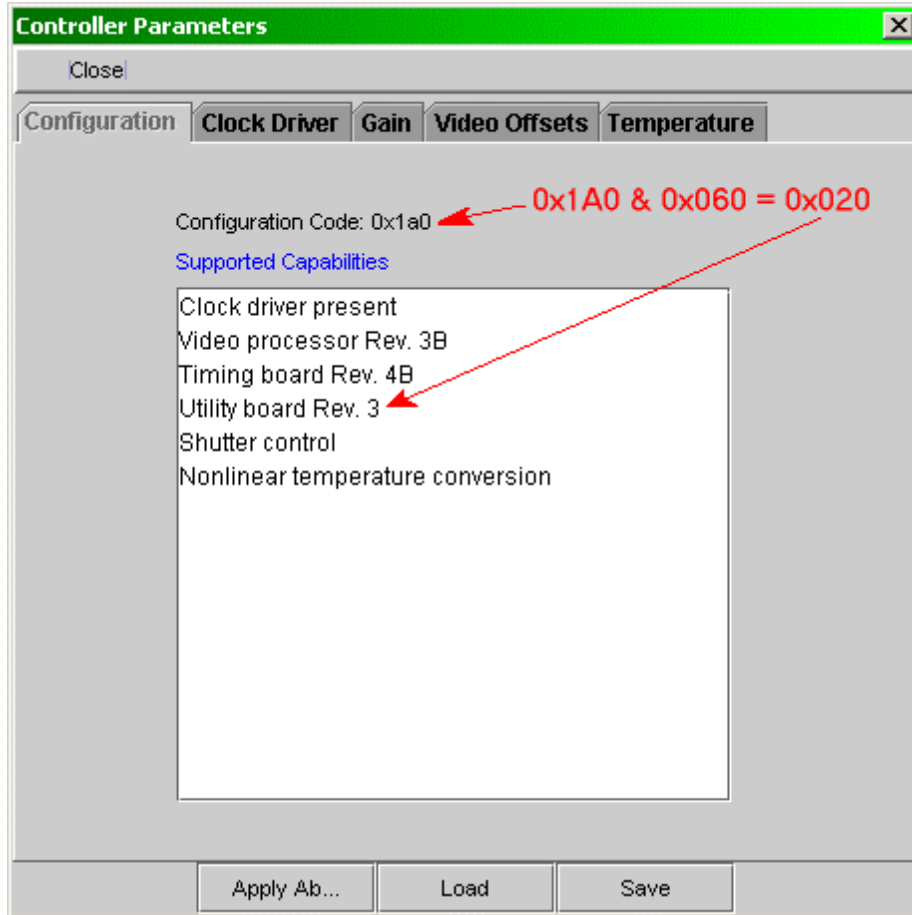 Controller Parameters
Close
Configuration Clock Driver Gain Video Offsets Temperature
0x1A0 & 0x060 = 0x020
Configuration Code: 0x1a0
Supported Capabilities
Clock driver present
Video processor Rev. 3B
Timing board Rev. 4B
Utility board Rev. 3
Shutter control
Nonlinear temperature conversion
Apply Ab... Load Save